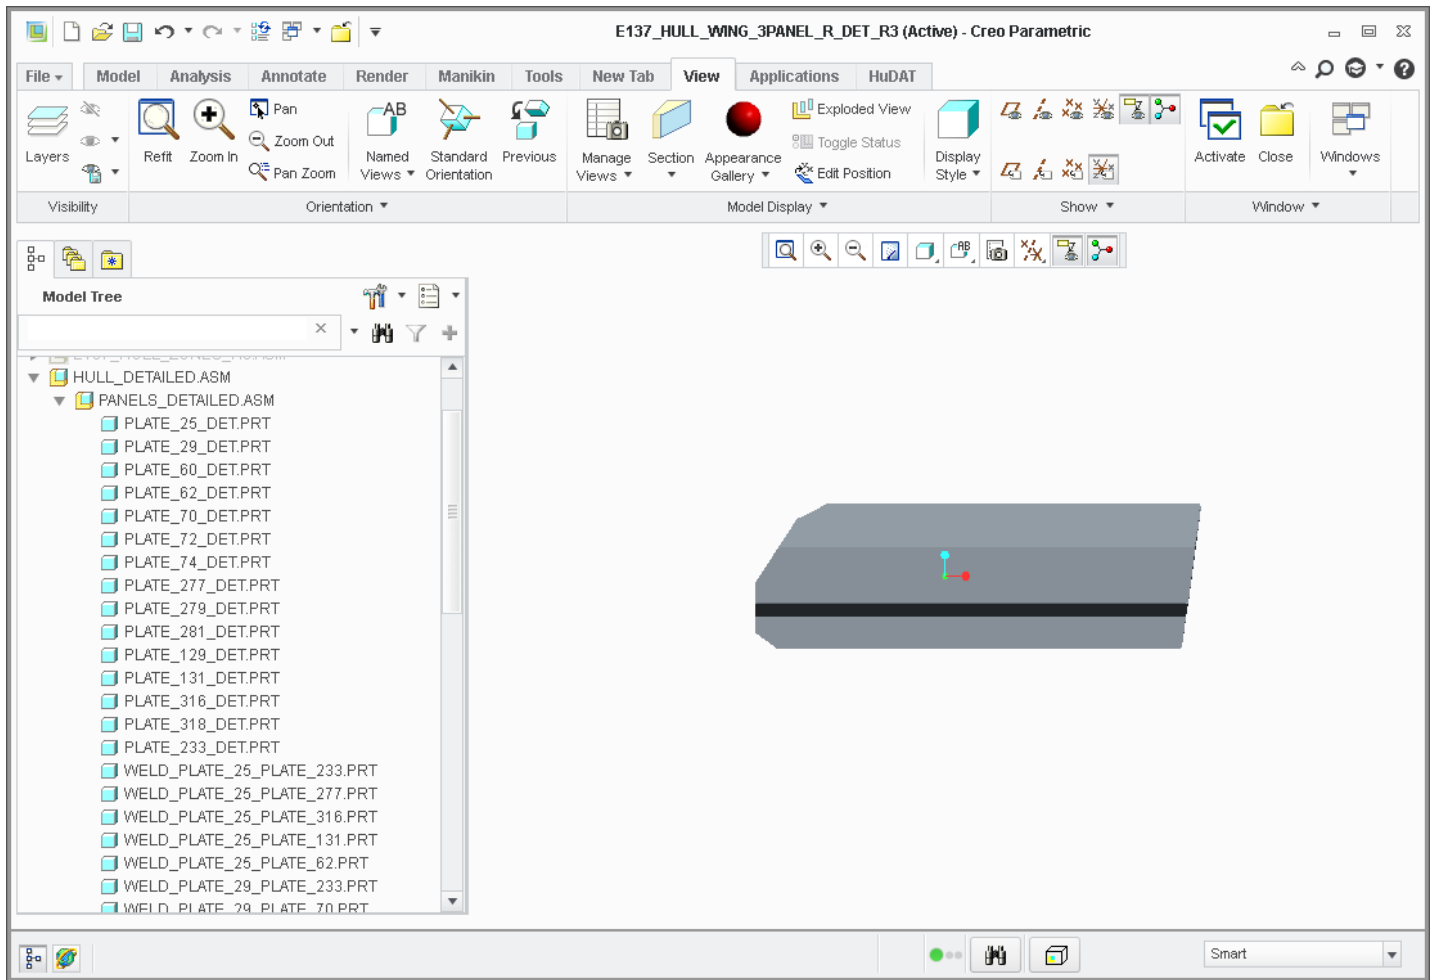 E137_HULL_WING_3PANEL_R_DET_R3 (Active) - Creo Parametric
File Model Analysis Annotate Render Manikin Tools New Tab View Applications HuDAT
Layers
Refit
Zoom In
Pan
Zoom Out
Pan Zoom
Named Views
Standard Orientation
Previous
Manage Views
Section
Appearance Gallery
Exploded View
Toggle Status
Edit Position
Display Style
Activate
Close
Windows
Visibility Orientation Model Display Show Window
Model Tree
HULL_DETAILED.ASM
PANELS_DETAILED.ASM
PLATE_25_DET.PRT
PLATE_29_DET.PRT
PLATE_60_DET.PRT
PLATE_62_DET.PRT
PLATE_70_DET.PRT
PLATE_72_DET.PRT
PLATE_74_DET.PRT
PLATE_277_DET.PRT
PLATE_279_DET.PRT
PLATE_281_DET.PRT
PLATE_129_DET.PRT
PLATE_131_DET.PRT
PLATE_316_DET.PRT
PLATE_318_DET.PRT
PLATE_233_DET.PRT
WELD_PLATE_25_PLATE_233.PRT
WELD_PLATE_25_PLATE_277.PRT
WELD_PLATE_25_PLATE_316.PRT
WELD_PLATE_25_PLATE_131.PRT
WELD_PLATE_25_PLATE_62.PRT
WELD_PLATE_29_PLATE_233.PRT
WELD_PLATE_29_PLATE_70.PRT
Smart